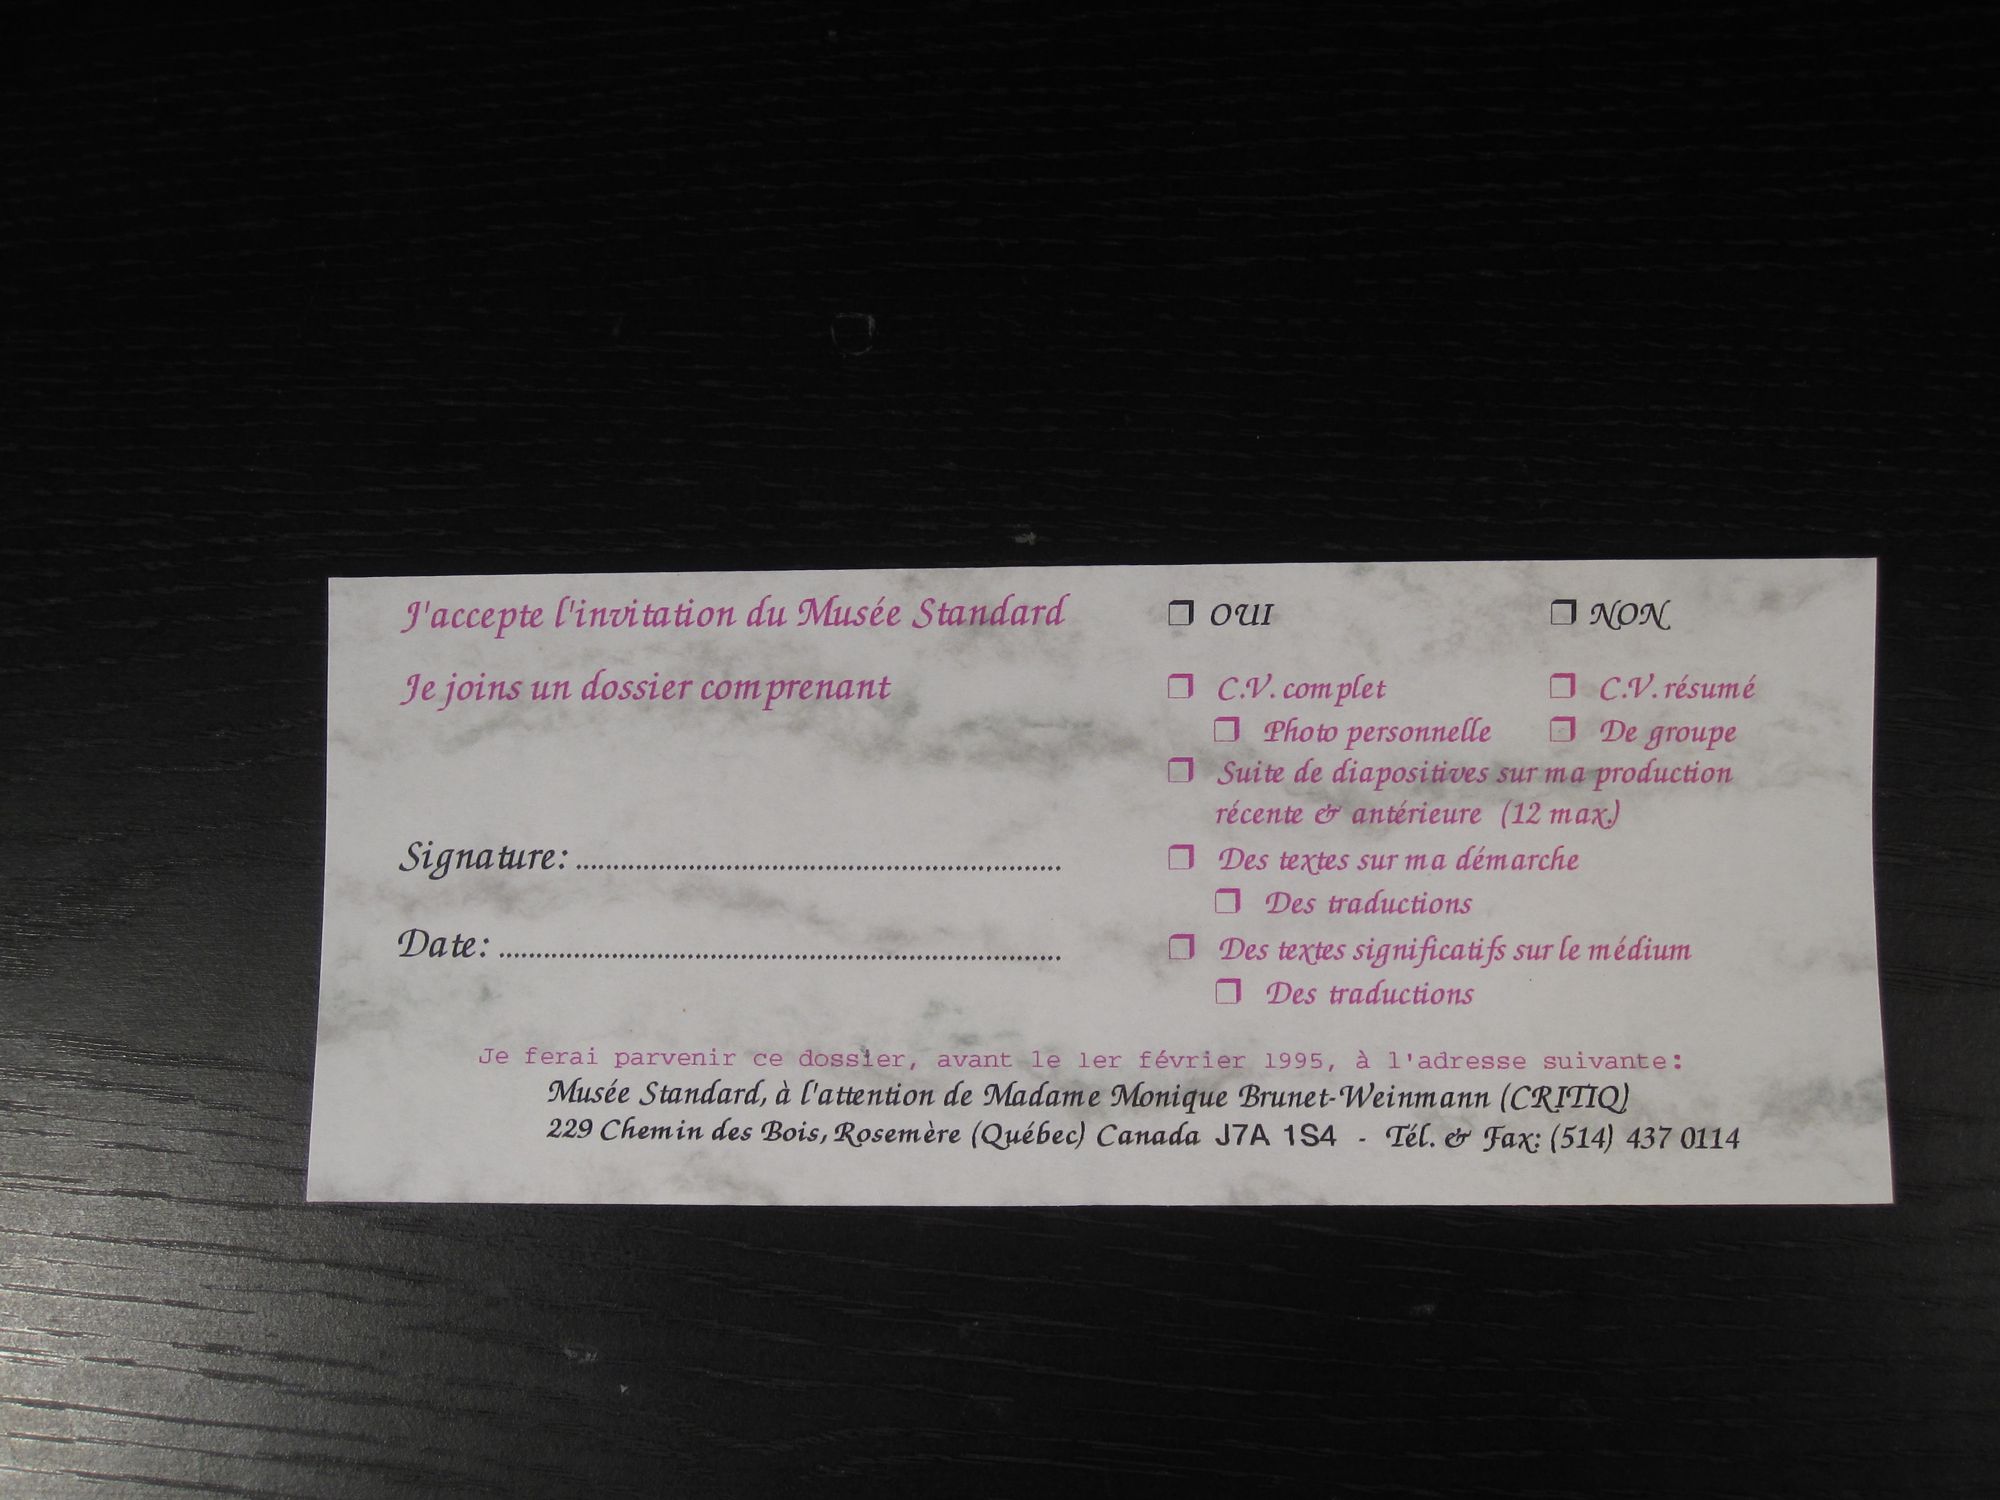 J'accepte l'invitation du Musée Standard ❒ OUI ❒ NON
Je joins un dossier comprenant ❒ C.V. complet ❒ C.V. résumé
❒ Photo personnelle ❒ De groupe
❒ Suite de diapositives sur ma production
récente & antérieure (12 max.)
Signature: ................................................................
❒ Des textes sur ma démarche
❒ Des traductions
Date: ..........................................................................
❒ Des textes significatifs sur le médium
❒ Des traductions
Je ferai parvenir ce dossier, avant le 1er février 1995, à l'adresse suivante:
Musée Standard, à l'attention de Madame Monique Brunet-Weinmann (CRITIQ)
229 Chemin des Bois, Rosemère (Québec) Canada J7A 1S4 - Tél. & Fax: (514) 437 0114